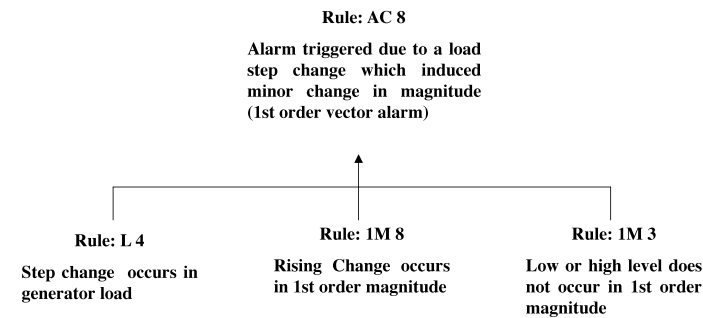 Rule: AC 8
Alarm triggered due to a load
step change which induced
minor change in magnitude
(1st order vector alarm)
Rule: L 4
Step change occurs in
generator load
Rule: 1M 8
Rising Change occurs
in 1st order magnitude
Rule: 1M 3
Low or high level does
not occur in 1st order
magnitude